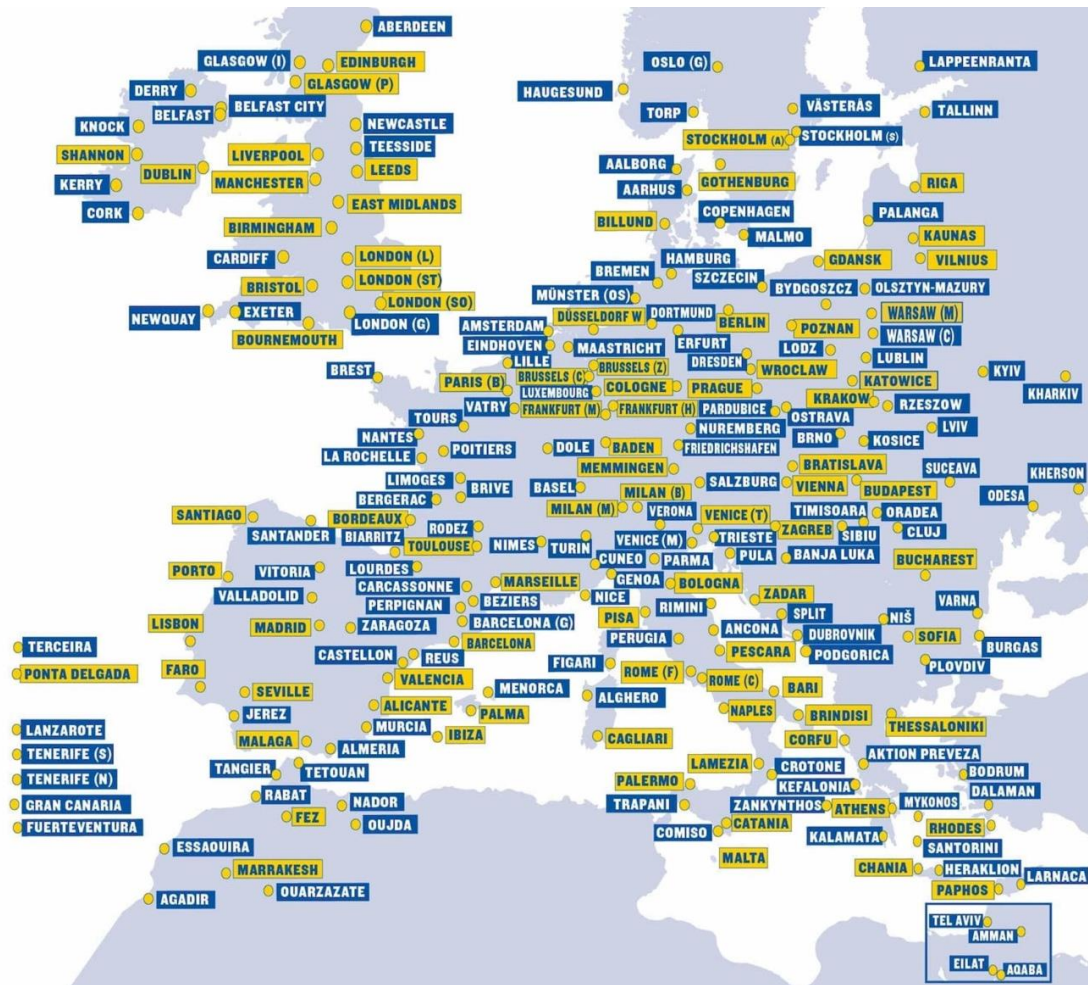 ABERDEEN
GLASGOW (I)
EDINBURGH
GLASGOW (P)
OSLO (G)
LAPPEENRANTA
DERRY
BELFAST CITY
BELFAST
HAUGESUND
TORP
VÄSTERÅS
TALLINN
KNOCK
NEWCASTLE
STOCKHOLM (A)
STOCKHOLM (S)
TEESSIDE
SHANNON
LIVERPOOL
DUBLIN
LEEDS
MANCHESTER
AALBORG
GOTHENBURG
KERRY
AARHUS
RIGA
CORK
EAST MIDLANDS
COPENHAGEN
PALANGA
BIRMINGHAM
BILLUND
MALMO
KAUNAS
CARDIFF
LONDON (L)
HAMBURG
GDANSK
VILNIUS
BREMEN
SZCZECIN
BRISTOL
LONDON (ST)
BYDGOSZCZ
OLSZTYN-MAZURY
MÜNSTER (OS)
LONDON (SO)
NEWQUAY
EXETER
LONDON (G)
DÜSSELDORF W
DORTMUND
BERLIN
WARSAW (M)
BOURNEMOUTH
AMSTERDAM
POZNAN
WARSAW (C)
EINDHOVEN
MAASTRICHT
ERFURT
LODZ
LILLE
DRESDEN
LUBLIN
BREST
BRUSSELS (Z)
WROCLAW
KYIV
PARIS (B)
BRUSSELS (C)
COLOGNE
PRAGUE
KATOWICE
KHARKIV
LUXEMBOURG
KRAKOW
VATRY
FRANKFURT (M)
FRANKFURT (H)
PARDUBICE
RZESZOW
TOURS
OSTRAVA
NUREMBERG
LVIV
NANTES
BRNO
KOSICE
POITIERS
DOLE
BADEN
FRIEDRICHSHAFEN
LA ROCHELLE
MEMMINGEN
BRATISLAVA
SUCEAVA
KHERSON
LIMOGES
BRIVE
BASEL
SALZBURG
VIENNA
BUDAPEST
BERGERAC
MILAN (B)
ODESA
MILAN (M)
VERONA
TIMISOARA
ORADEA
SANTIAGO
BORDEAUX
RODEZ
VENICE (T)
ZAGREB
SIBIU
CLUJ
SANTANDER
BIARRITZ
NIMES
TURIN
VENICE (M)
TRIESTE
TOULOUSE
CUNEO
PARMA
PULA
BANJA LUKA
BUCHAREST
PORTO
VITORIA
LOURDES
GENOA
CARCASSONNE
MARSEILLE
BOLOGNA
VALLADOLID
NICE
ZADAR
VARNA
PERPIGNAN
BEZIERS
RIMINI
SPLIT
LISBON
PISA
NIŠ
MADRID
ZARAGOZA
BARCELONA (G)
ANCONA
DUBROVNIK
SOFIA
BARCELONA
PERUGIA
BURGAS
TERCEIRA
CASTELLON
REUS
PESCARA
PODGORICA
FIGARI
PLOVDIV
PONTA DELGADA
FARO
VALENCIA
ROME (F)
ROME (C)
SEVILLE
MENORCA
ALGHERO
BARI
JEREZ
ALICANTE
PALMA
NAPLES
BRINDISI
THESSALONIKI
LANZAROTE
MURCIA
IBIZA
CAGLIARI
CORFU
MALAGA
ALMERIA
TENERIFE (S)
AKTION PREVEZA
TANGIER
TETOUAN
LAMEZIA
CROTONE
BODRUM
TENERIFE (N)
PALERMO
KEFALONIA
DALAMAN
RABAT
GRAN CANARIA
NADOR
TRAPANI
ZANKYNTHOS
ATHENS
MYKONOS
FEZ
OUJDA
FUERTEVENTURA
COMISO
CATANIA
KALAMATA
RHODES
ESSAOUIRA
SANTORINI
MALTA
MARRAKESH
CHANIA
HERAKLION
LARNACA
OUARZAZATE
PAPHOS
AGADIR
TEL AVIV
AMMAN
EILAT
AQABA